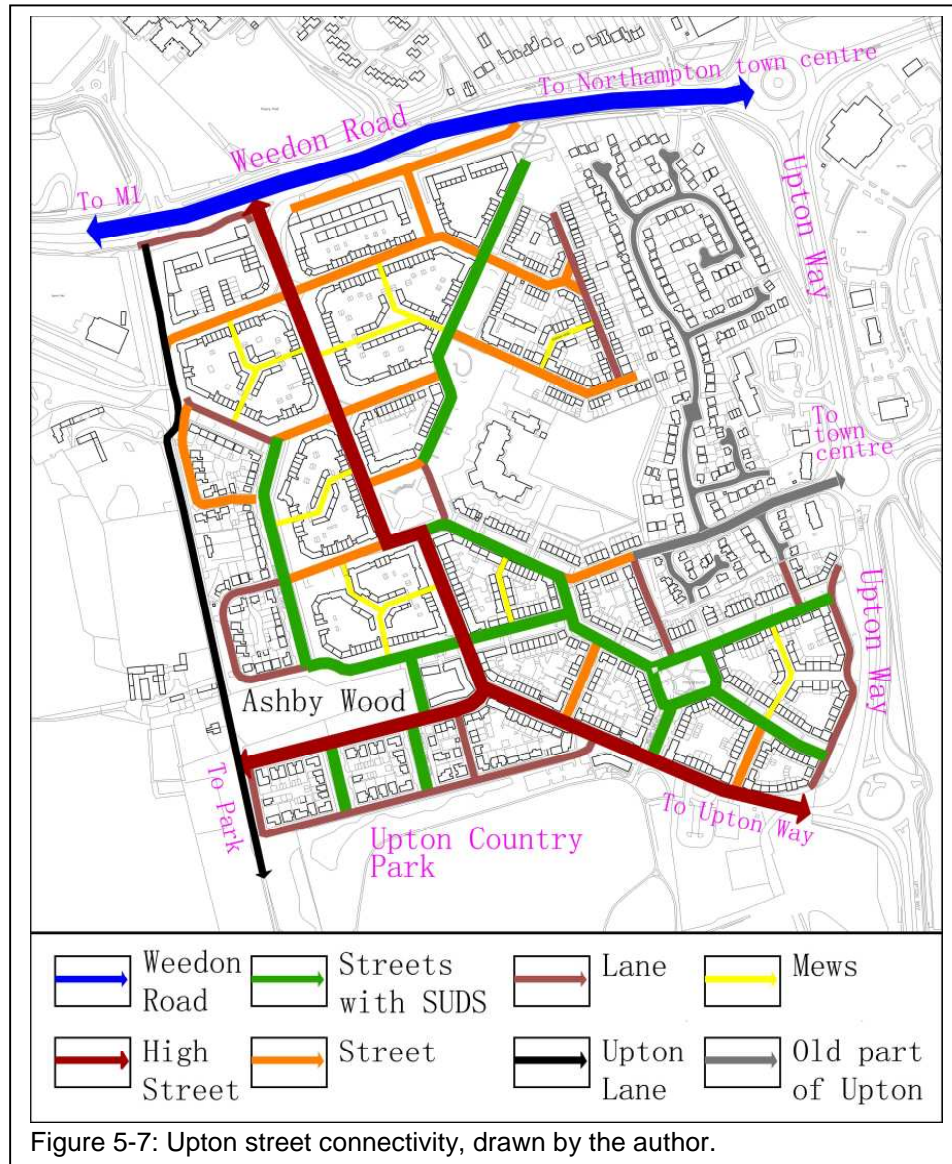 To Northampton town centre
Weedon Road
To M1
Upton Way
To
town
centre
Upton Way
Ashby Wood
To Park
To Upton Way
Upton Country
Park
Weedon
Road
Streets
with SUDS
Lane
Mews
High
Street
Street
Upton
Lane
Old part
of Upton
Figure 5-7: Upton street connectivity, drawn by the author.